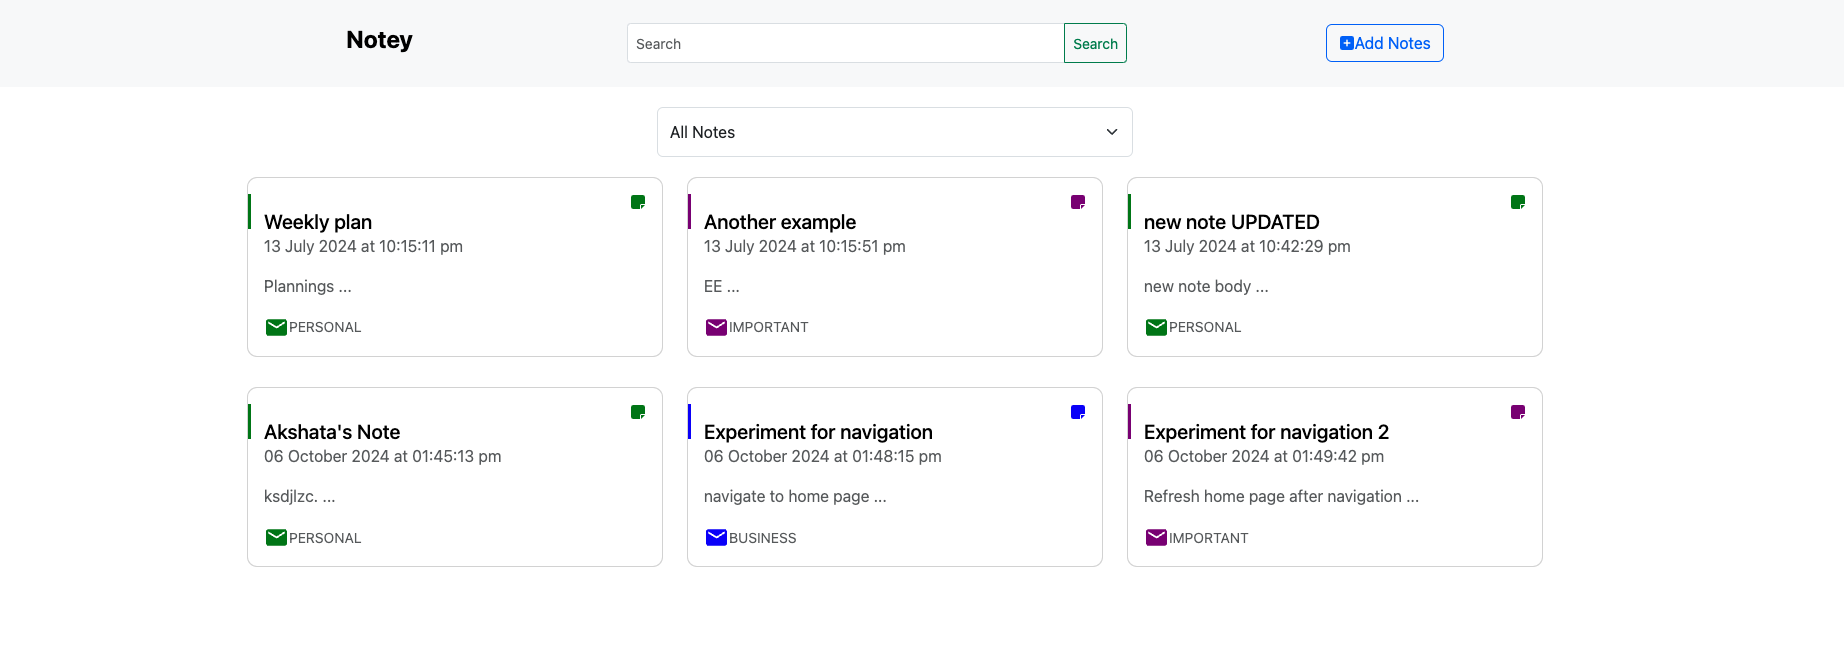 Notey
Search
Search
Add Notes
All Notes
Weekly plan
13 July 2024 at 10:15:11 pm
Plannings ...
PERSONAL
Another example
13 July 2024 at 10:15:51 pm
EE ...
IMPORTANT
new note UPDATED
13 July 2024 at 10:42:29 pm
new note body ...
PERSONAL
Akshata's Note
06 October 2024 at 01:45:13 pm
ksdjlzc. ...
PERSONAL
Experiment for navigation
06 October 2024 at 01:48:15 pm
navigate to home page ...
BUSINESS
Experiment for navigation 2
06 October 2024 at 01:49:42 pm
Refresh home page after navigation ...
IMPORTANT